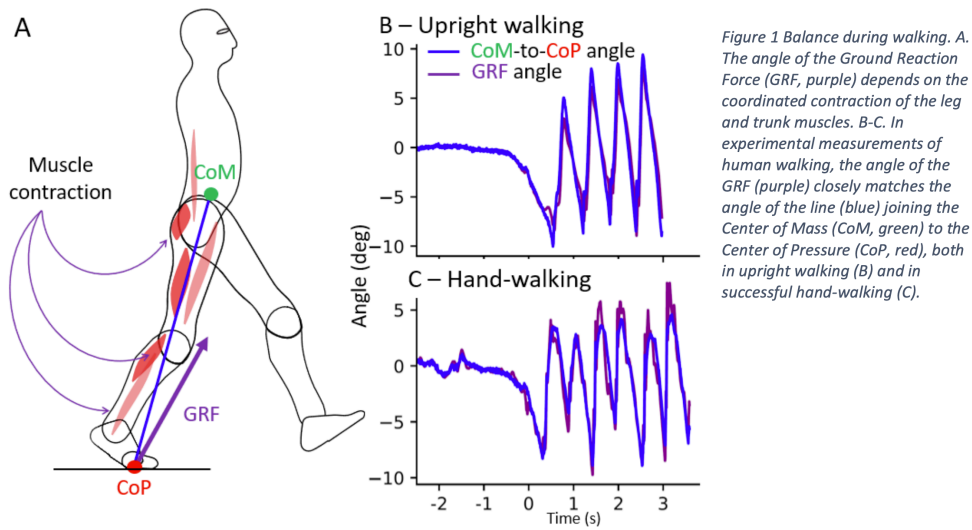 A
Muscle
contraction
CoM
GRF
CoP
B – Upright walking
CoM-to-CoP angle
GRF angle
10
5
0
−5
−10
C – Hand-walking
Angle (deg)
5
0
−5
−10
-2
-1
0
1
2
3
Time (s)
Figure 1 Balance during walking. A.
The angle of the Ground Reaction
Force (GRF, purple) depends on the
coordinated contraction of the leg
and trunk muscles. B-C. In
experimental measurements of
human walking, the angle of the
GRF (purple) closely matches the
angle of the line (blue) joining the
Center of Mass (CoM, green) to the
Center of Pressure (CoP, red), both
in upright walking (B) and in
successful hand-walking (C).